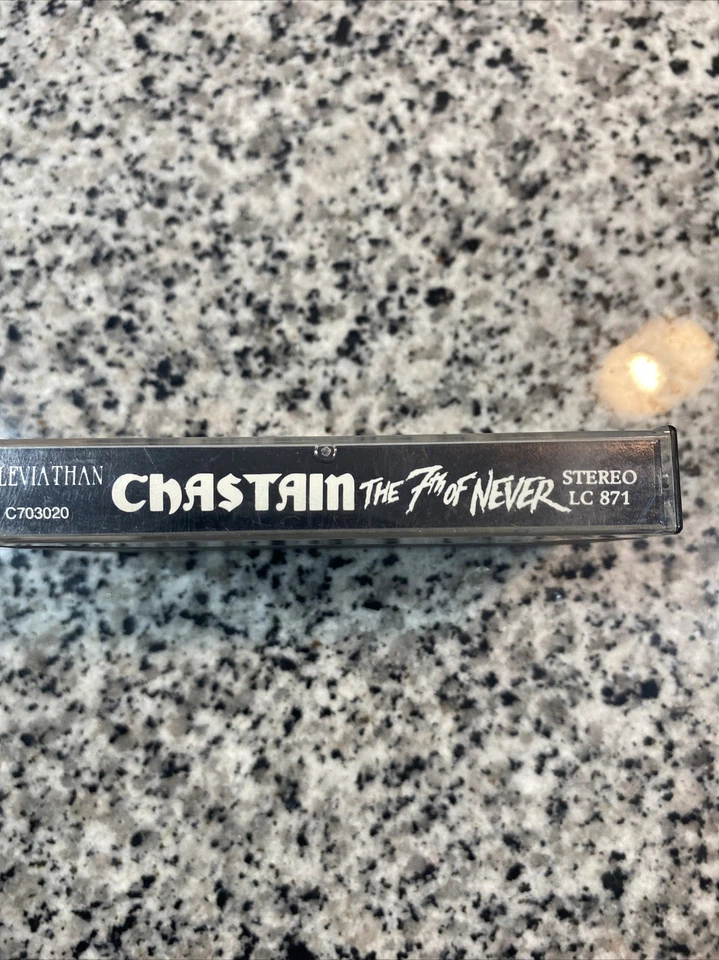 LEVIATHAN
C703020
CHASTAIN THE 7th OF NEVER
STEREO
LC 871